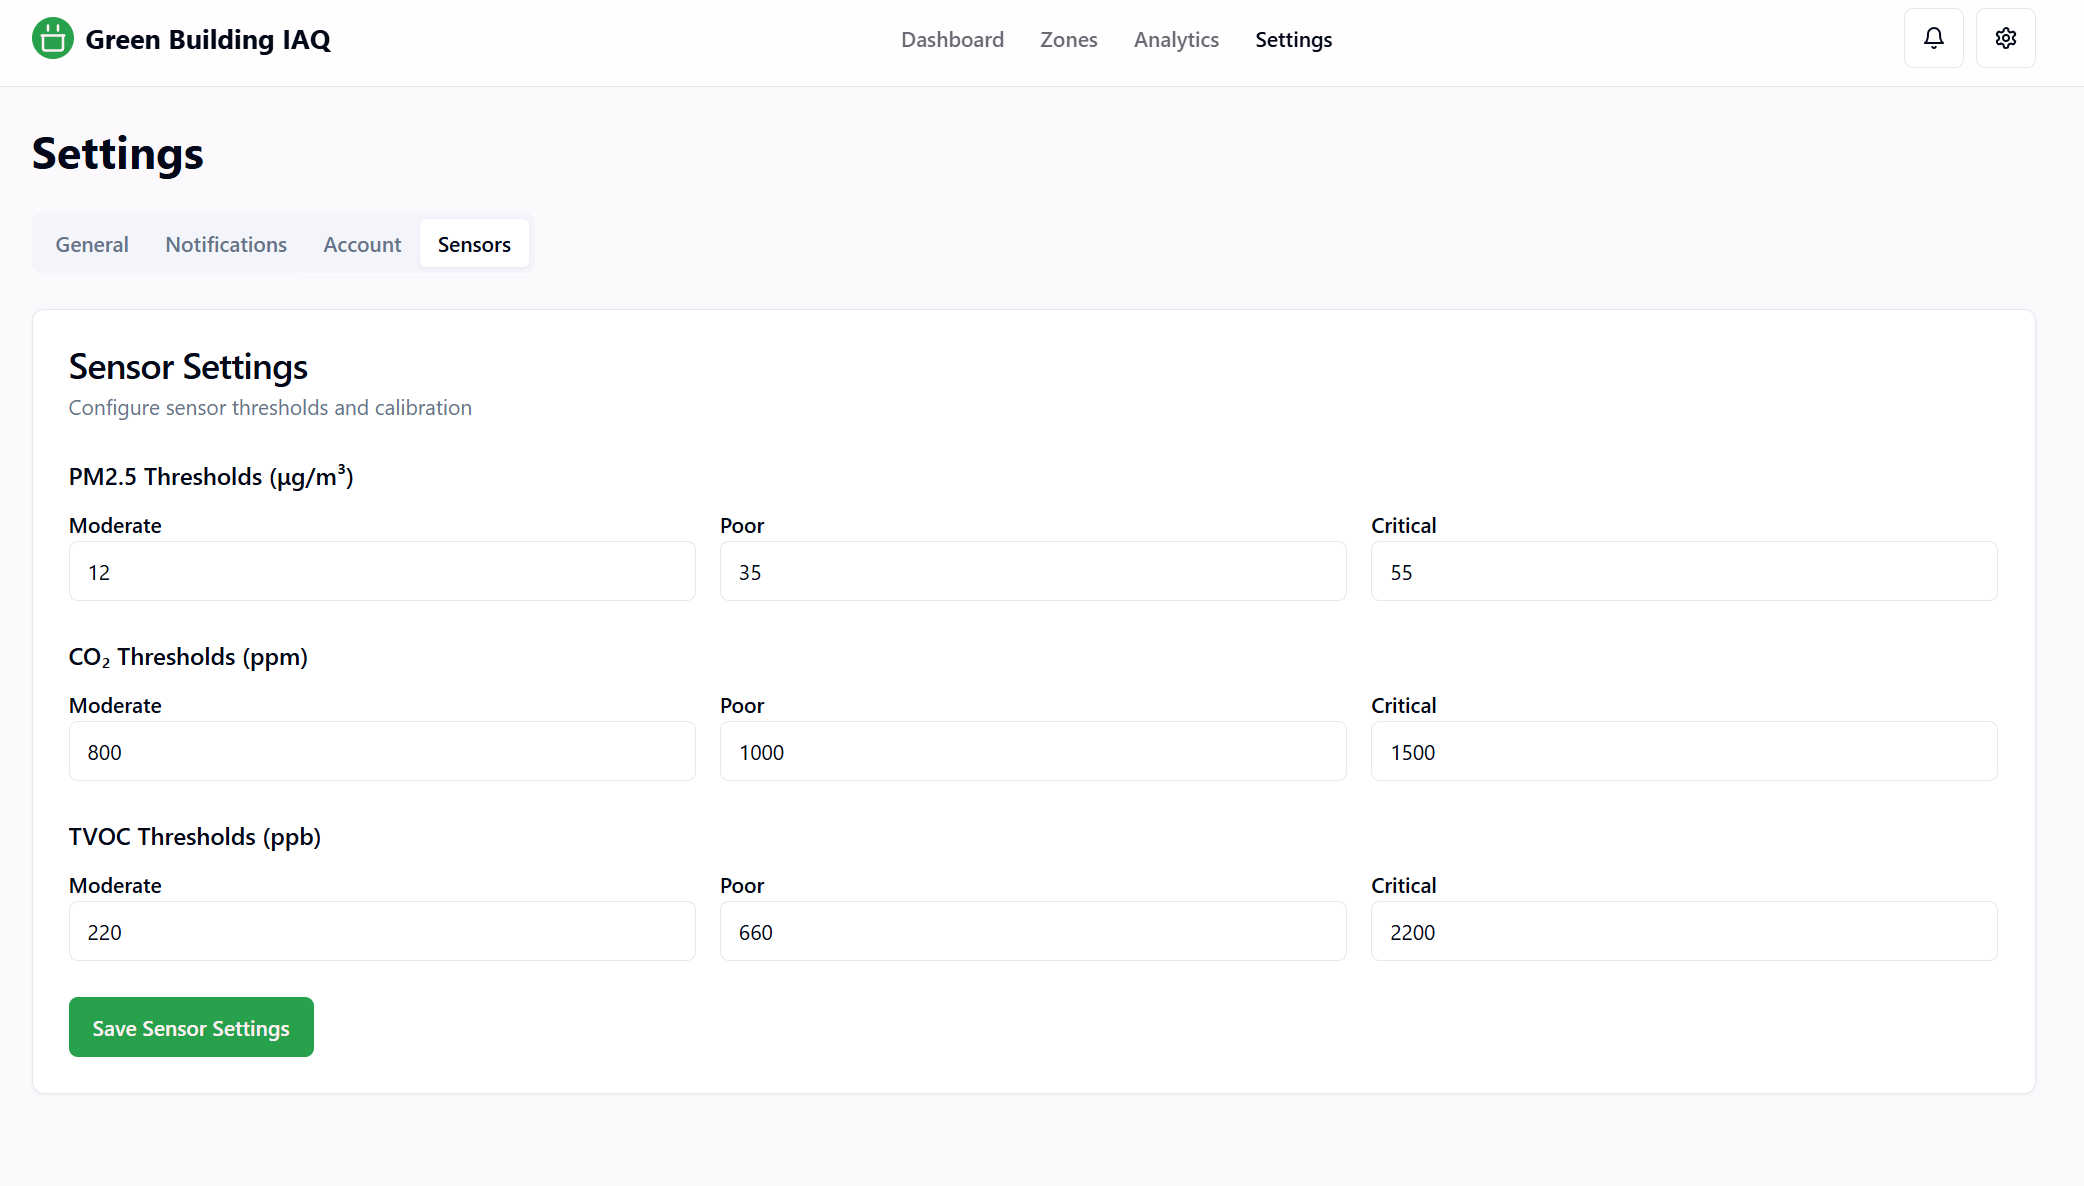 Green Building IAQ
Dashboard Zones Analytics Settings
Settings
General Notifications Account Sensors
Sensor Settings
Configure sensor thresholds and calibration
PM2.5 Thresholds (µg/m³)
Moderate Poor Critical
12 35 55
CO₂ Thresholds (ppm)
Moderate Poor Critical
800 1000 1500
TVOC Thresholds (ppb)
Moderate Poor Critical
220 660 2200
Save Sensor Settings